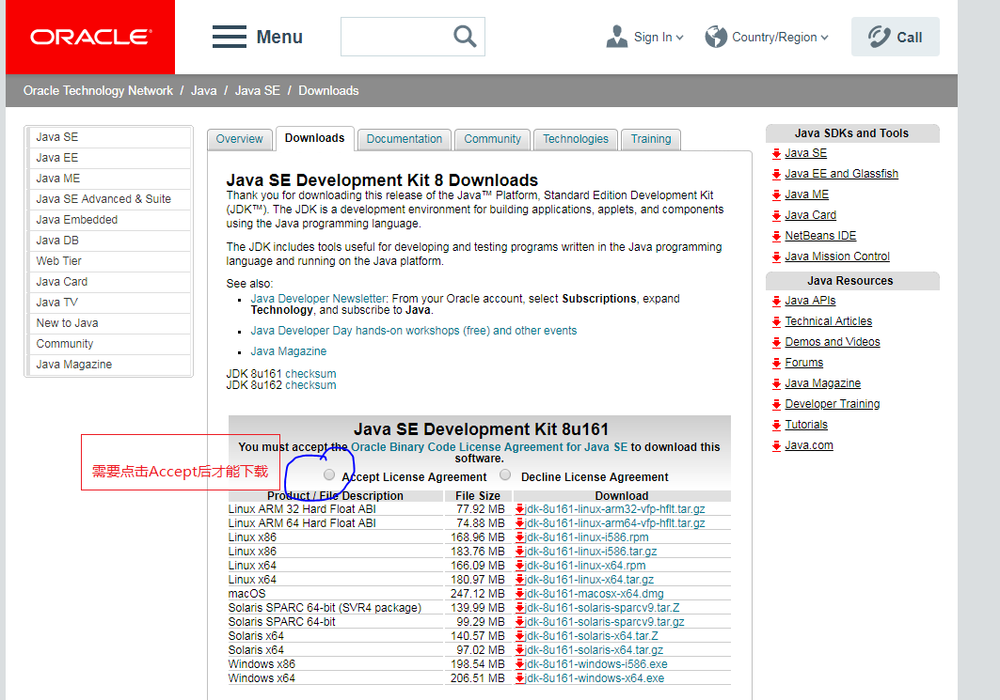 ORACLE
Menu
Sign In
Country/Region
Call
Oracle Technology Network / Java / Java SE / Downloads
Java SE
Java EE
Java ME
Java SE Advanced & Suite
Java Embedded
Java DB
Web Tier
Java Card
Java TV
New to Java
Community
Java Magazine
Overview
Downloads
Documentation
Community
Technologies
Training
Java SE Development Kit 8 Downloads
Thank you for downloading this release of the Java™ Platform, Standard Edition Development Kit
(JDK™). The JDK is a development environment for building applications, applets, and components
using the Java programming language.
The JDK includes tools useful for developing and testing programs written in the Java programming
language and running on the Java platform.
See also:
Java Developer Newsletter: From your Oracle account, select Subscriptions, expand
Technology, and subscribe to Java.
Java Developer Day hands-on workshops (free) and other events
Java Magazine
JDK 8u161 checksum
JDK 8u162 checksum
Java SE Development Kit 8u161
You must accept the Oracle Binary Code License Agreement for Java SE to download this
software.
需要点击Accept后才能下载
Accept License Agreement Decline License Agreement
Product / File Description File Size Download
Linux ARM 32 Hard Float ABI 77.92 MB jdk-8u161-linux-arm32-vfp-hflt.tar.gz
Linux ARM 64 Hard Float ABI 74.88 MB jdk-8u161-linux-arm64-vfp-hflt.tar.gz
Linux x86 168.96 MB jdk-8u161-linux-i586.rpm
Linux x86 183.76 MB jdk-8u161-linux-i586.tar.gz
Linux x64 166.09 MB jdk-8u161-linux-x64.rpm
Linux x64 180.97 MB jdk-8u161-linux-x64.tar.gz
macOS 247.12 MB jdk-8u161-macosx-x64.dmg
Solaris SPARC 64-bit (SVR4 package) 139.99 MB jdk-8u161-solaris-sparcv9.tar.Z
Solaris SPARC 64-bit 99.29 MB jdk-8u161-solaris-sparcv9.tar.gz
Solaris x64 140.57 MB jdk-8u161-solaris-x64.tar.Z
Solaris x64 97.02 MB jdk-8u161-solaris-x64.tar.gz
Windows x86 198.54 MB jdk-8u161-windows-i586.exe
Windows x64 206.51 MB jdk-8u161-windows-x64.exe
Java SDKs and Tools
Java SE
Java EE and Glassfish
Java ME
Java Card
NetBeans IDE
Java Mission Control
Java Resources
Java APIs
Technical Articles
Demos and Videos
Forums
Java Magazine
Developer Training
Tutorials
Java.com